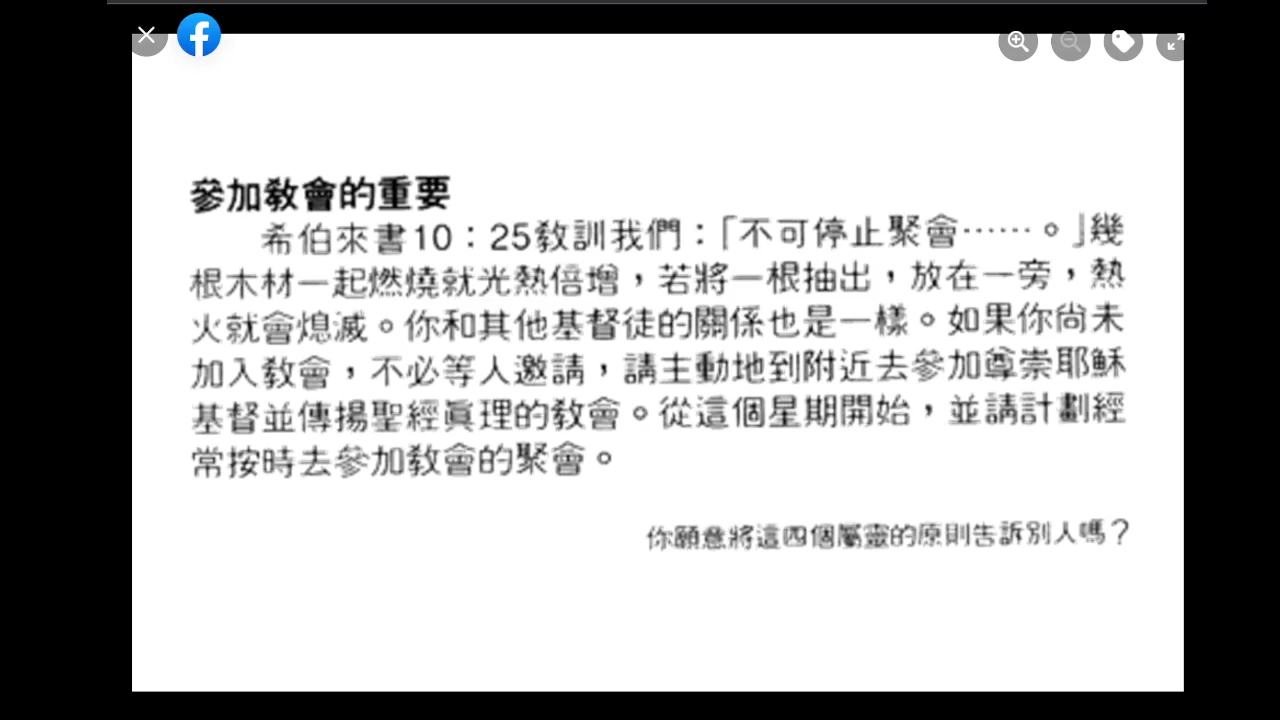 參加教會的重要
希伯來書10：25教訓我們：「不可停止聚會……。」幾
根木材一起燃燒就光熱倍增，若將一根抽出，放在一旁，熱
火就會熄滅。你和其他基督徒的關係也是一樣。如果你尚未
加入教會，不必等人邀請，請主動地到附近去參加尊崇耶穌
基督並傳揚聖經眞理的教會。從這個星期開始，並請計劃經
常按時去參加教會的聚會。
你願意將這四個屬靈的原則告訴別人嗎？